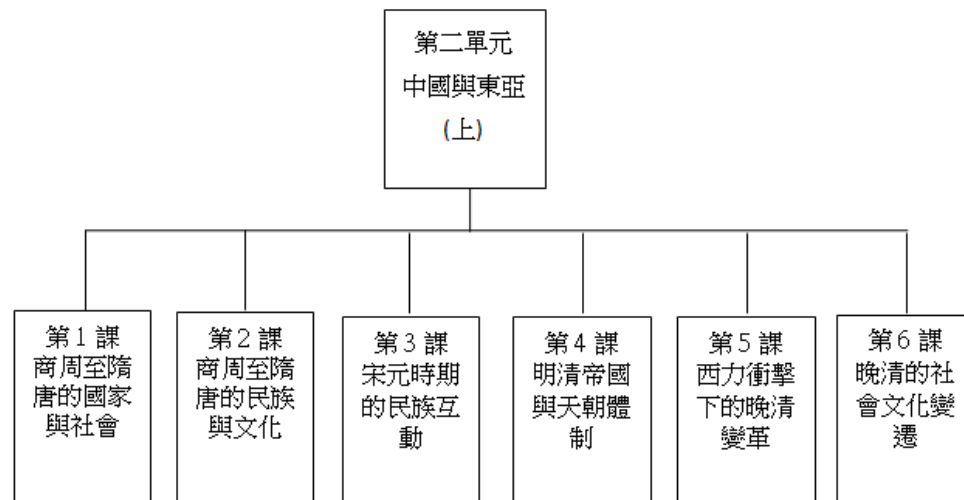 第二單元
中國與東亞
(上)
第1課
商周至隋
唐的國家
與社會
第2課
商周至隋
唐的民族
與文化
第3課
宋元時期
的民族互
動
第4課
明清帝國
與天朝體
制
第5課
西力衝擊
下的晚清
變革
第6課
晚清的社
會文化變
遷